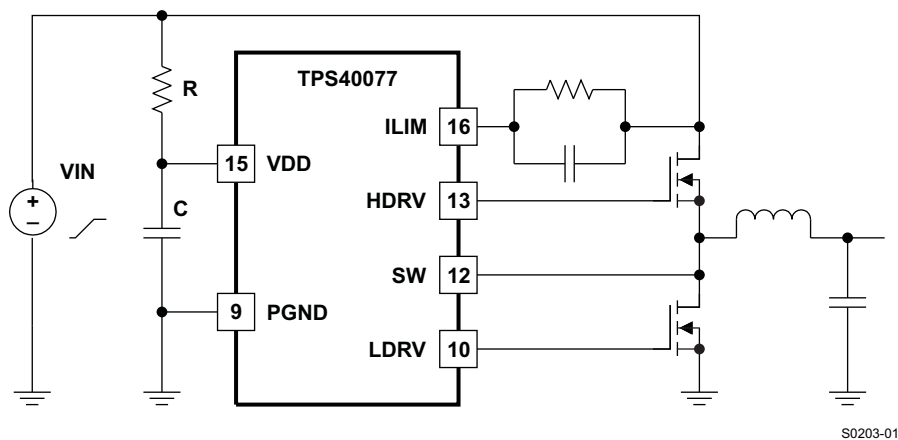 TPS40077
R
ILIM
16
15
VDD
VIN
HDRV
13
+
−
C
SW
12
9
PGND
LDRV
10
S0203-01